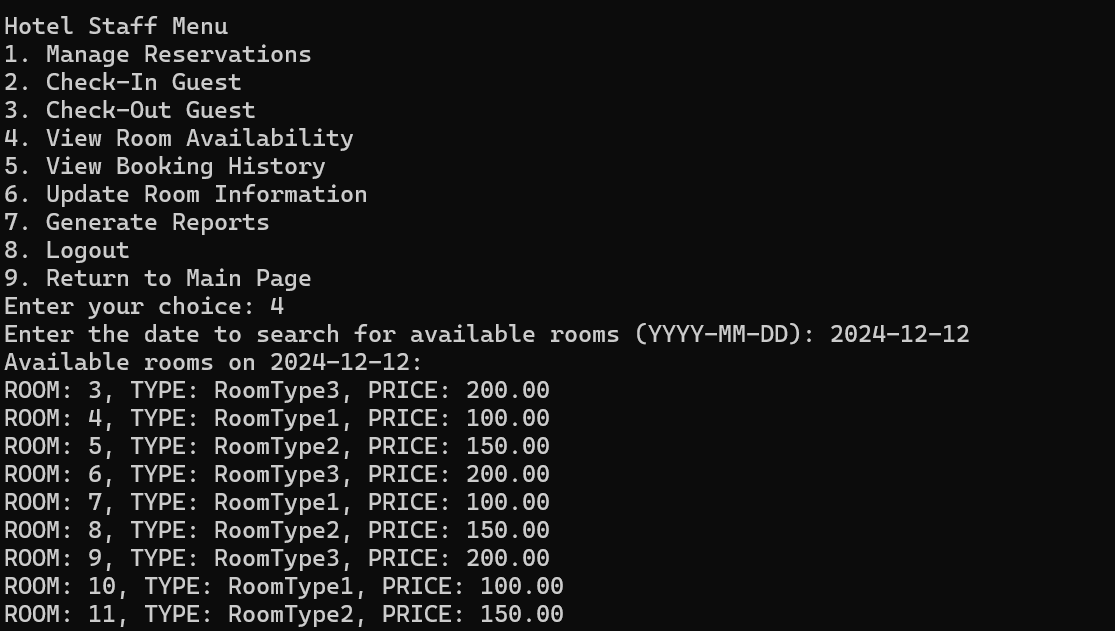 Hotel Staff Menu
1. Manage Reservations
2. Check-In Guest
3. Check-Out Guest
4. View Room Availability
5. View Booking History
6. Update Room Information
7. Generate Reports
8. Logout
9. Return to Main Page
Enter your choice: 4
Enter the date to search for available rooms (YYYY-MM-DD): 2024-12-12
Available rooms on 2024-12-12:
ROOM: 3, TYPE: RoomType3, PRICE: 200.00
ROOM: 4, TYPE: RoomType1, PRICE: 100.00
ROOM: 5, TYPE: RoomType2, PRICE: 150.00
ROOM: 6, TYPE: RoomType3, PRICE: 200.00
ROOM: 7, TYPE: RoomType1, PRICE: 100.00
ROOM: 8, TYPE: RoomType2, PRICE: 150.00
ROOM: 9, TYPE: RoomType3, PRICE: 200.00
ROOM: 10, TYPE: RoomType1, PRICE: 100.00
ROOM: 11, TYPE: RoomType2, PRICE: 150.00